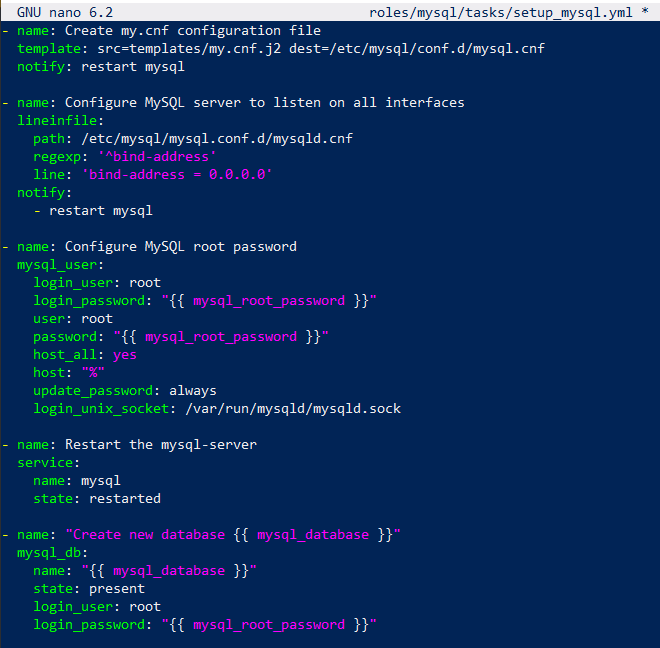 GNU nano 6.2 roles/mysql/tasks/setup_mysql.yml *
- name: Create my.cnf configuration file
  template: src=templates/my.cnf.j2 dest=/etc/mysql/conf.d/mysql.cnf
  notify: restart mysql

- name: Configure MySQL server to listen on all interfaces
  lineinfile:
    path: /etc/mysql/mysql.conf.d/mysqld.cnf
    regexp: '^bind-address'
    line: 'bind-address = 0.0.0.0'
  notify:
    - restart mysql

- name: Configure MySQL root password
  mysql_user:
    login_user: root
    login_password: "{{ mysql_root_password }}"
    user: root
    password: "{{ mysql_root_password }}"
    host_all: yes
    host: "%"
    update_password: always
    login_unix_socket: /var/run/mysqld/mysqld.sock

- name: Restart the mysql-server
  service:
    name: mysql
    state: restarted

- name: "Create new database {{ mysql_database }}"
  mysql_db:
    name: "{{ mysql_database }}"
    state: present
    login_user: root
    login_password: "{{ mysql_root_password }}"